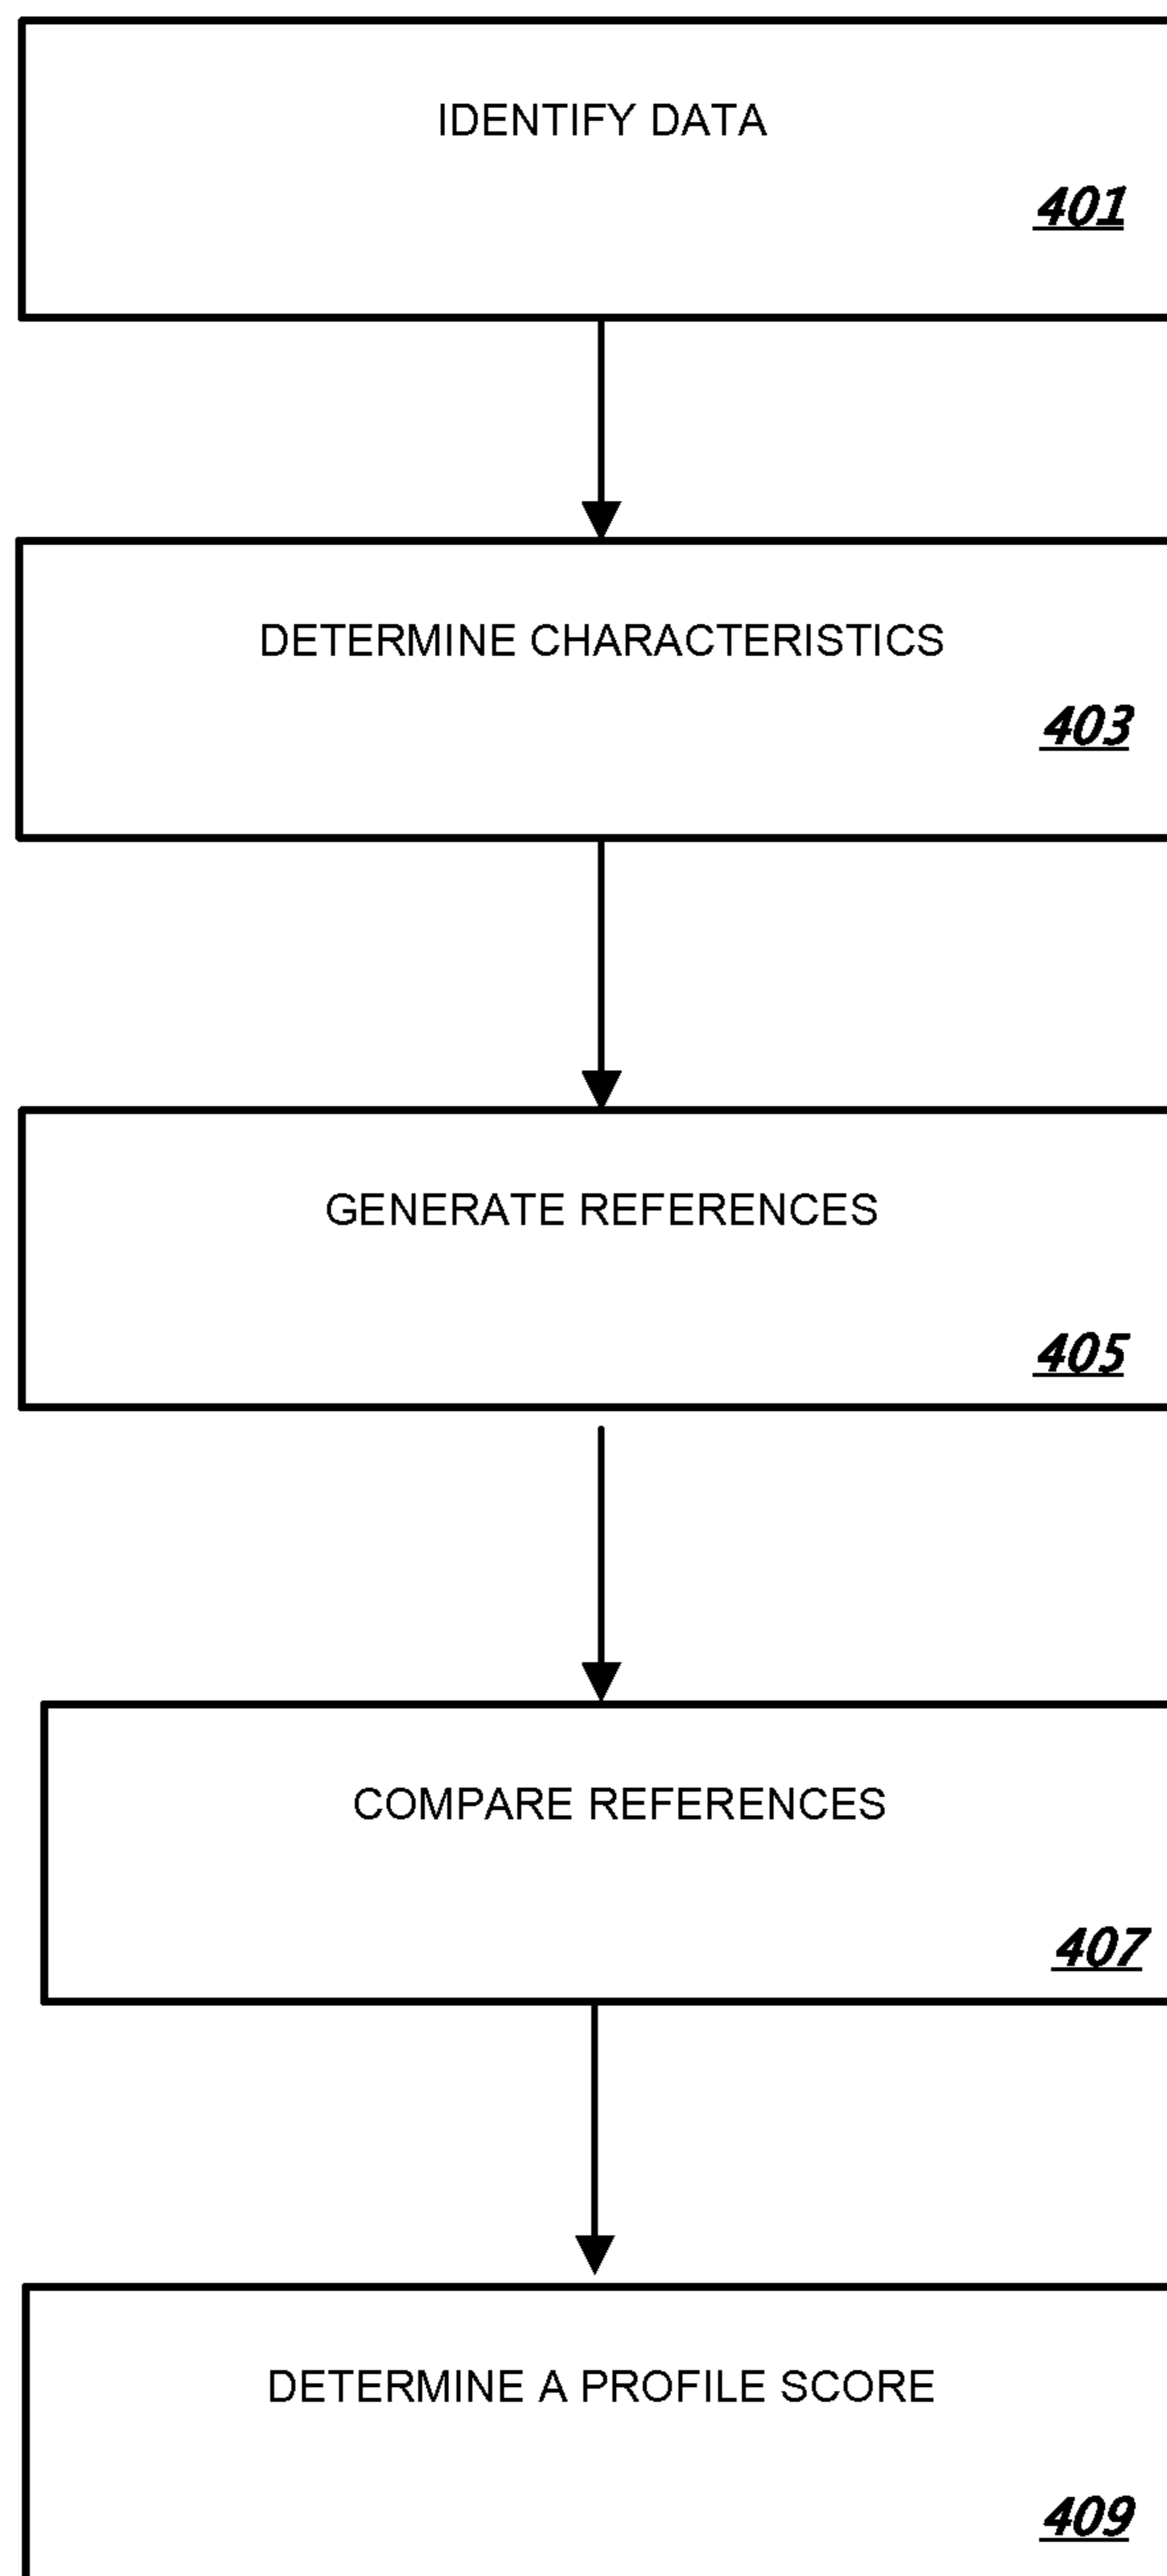 IDENTIFY DATA
401
DETERMINE CHARACTERISTICS
403
GENERATE REFERENCES
405
COMPARE REFERENCES
407
DETERMINE A PROFILE SCORE
409